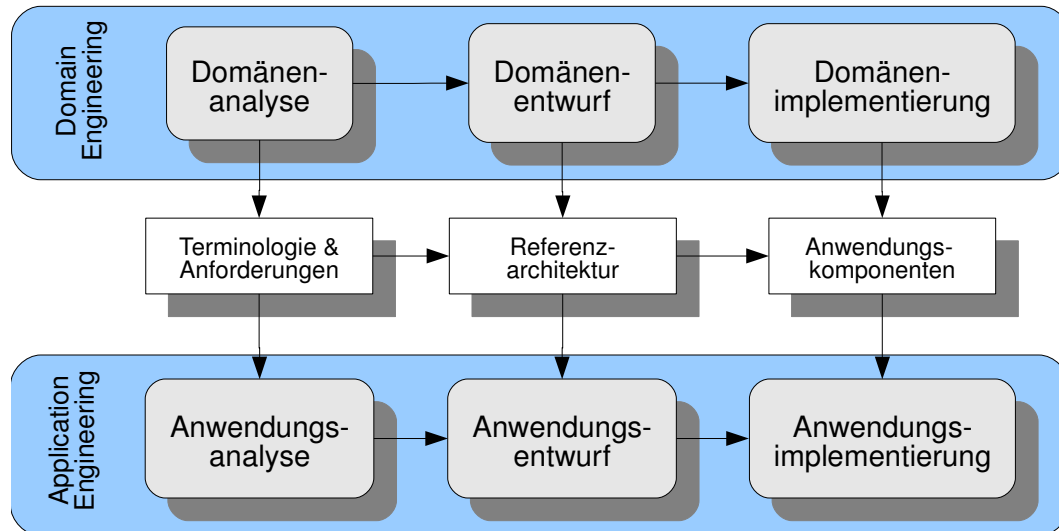 Domain
Engineering
Domänen-
analyse
Domänen-
entwurf
Domänen-
implementierung
Terminologie &
Anforderungen
Referenz-
architektur
Anwendungs-
komponenten
Application
Engineering
Anwendungs-
analyse
Anwendungs-
entwurf
Anwendungs-
implementierung